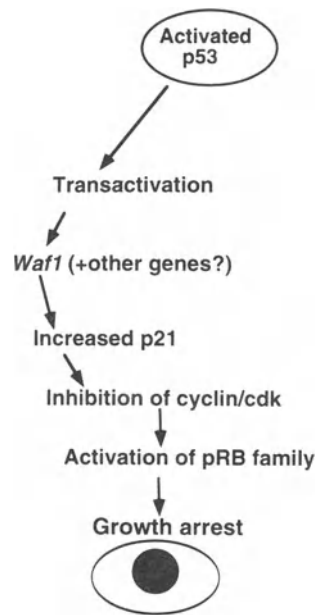 Activated
p53
Transactivation
Waf1 (+other genes?)
Increased p21
Inhibition of cyclin/cdk
Activation of pRB family
Growth arrest